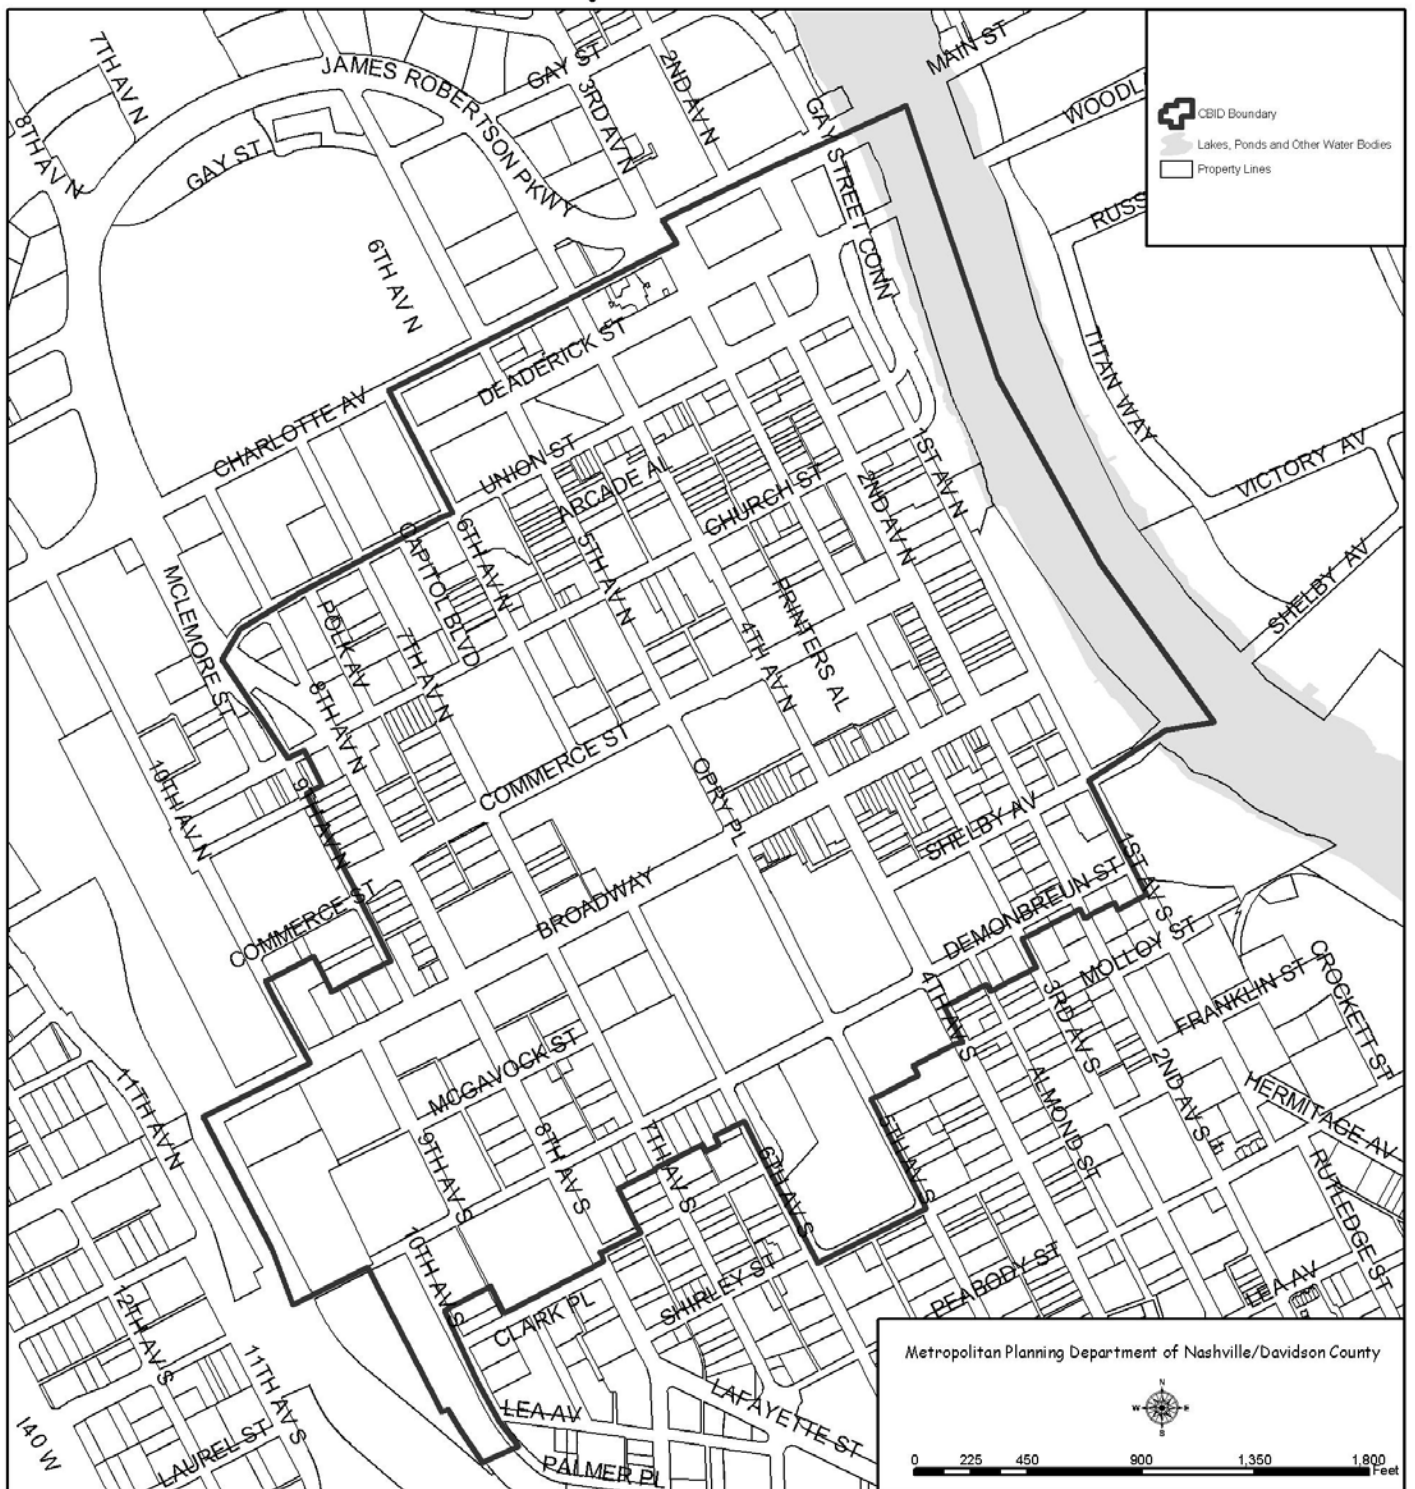 7TH AV N
8TH AV N
JAMES ROBERTSON PKWY
GAY ST
GAY ST
3RD AV N
2ND AV N
MAIN ST
GAY STREET CONN
6TH AV N
CBID Boundary
Lakes, Ponds and Other Water Bodies
Property Lines
WOODL
RUSS
TITAN WAY
VICTORY AV
SHELBY AV
CHARLOTTE AV
DEADERICK ST
UNION ST
ARCADE AL
CHURCH ST
1ST AV N
2ND AV N
CAPITOL BLVD
6TH AV N
5TH AV N
PRINTERS AL
4TH AV N
MCLEMORE S
POLK AV
7TH AV N
8TH AV N
10TH AV N
9TH AV N
COMMERCE ST
OPRY PL
SHELBY AV
COMMERCE ST
BROADWAY
1ST AV S
DEMONBREUN ST
MOLLOY ST
4TH AV S
3RD AV S
FRANKLIN ST
CROCKETT ST
11TH AV N
MCGAVOCK ST
ALMOND ST
2ND AV S
HERMITAGE AV
9TH AV S
8TH AV S
7TH AV S
6TH AV S
5TH AV S
RUTLEDGE ST
10TH AV S
SHIRLEY ST
PEABODY ST
LEA AV
12TH AV S
CLARK PL
11TH AV S
LAFAYETTE ST
LEA AV
I40 W
LAUREL ST
PALMER PL
Metropolitan Planning Department of Nashville/Davidson County
N
W E
S
0 225 450 900 1,350 1,800
Feet